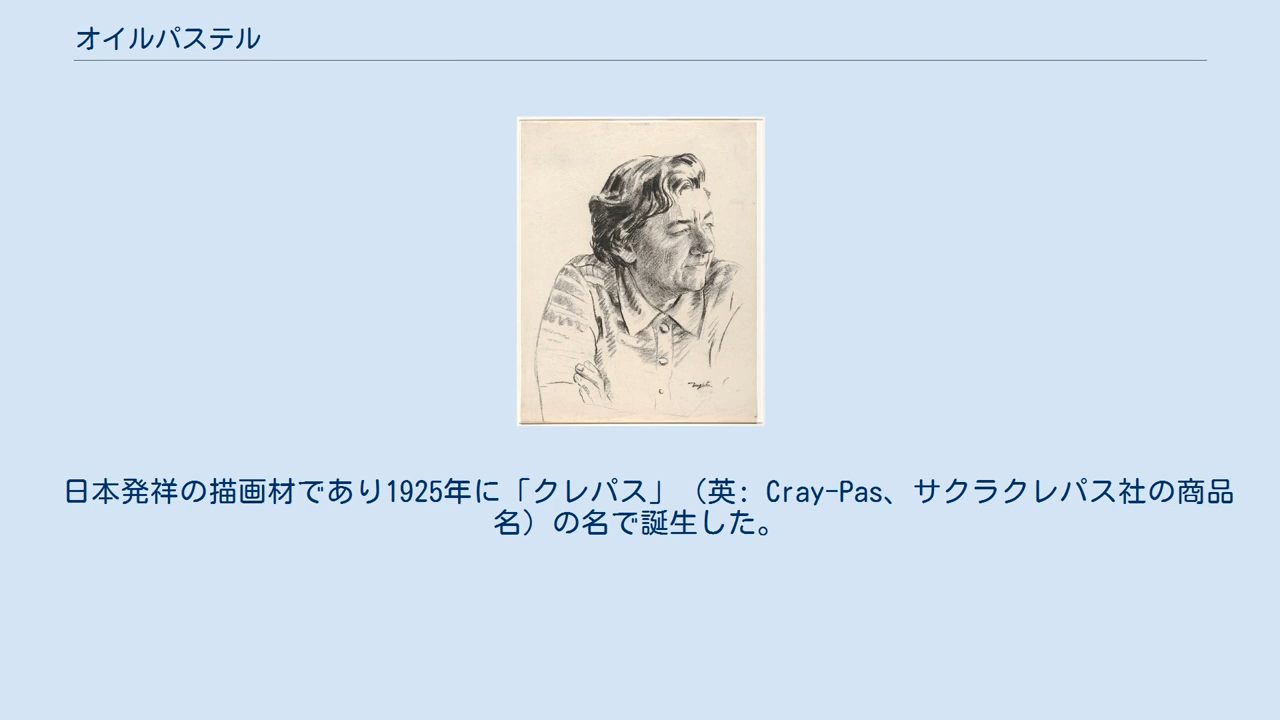 オイルパステル
日本発祥の描画材であり1925年に「クレパス」（英: Cray-Pas、サクラクレパス社の商品
名）の名で誕生した。